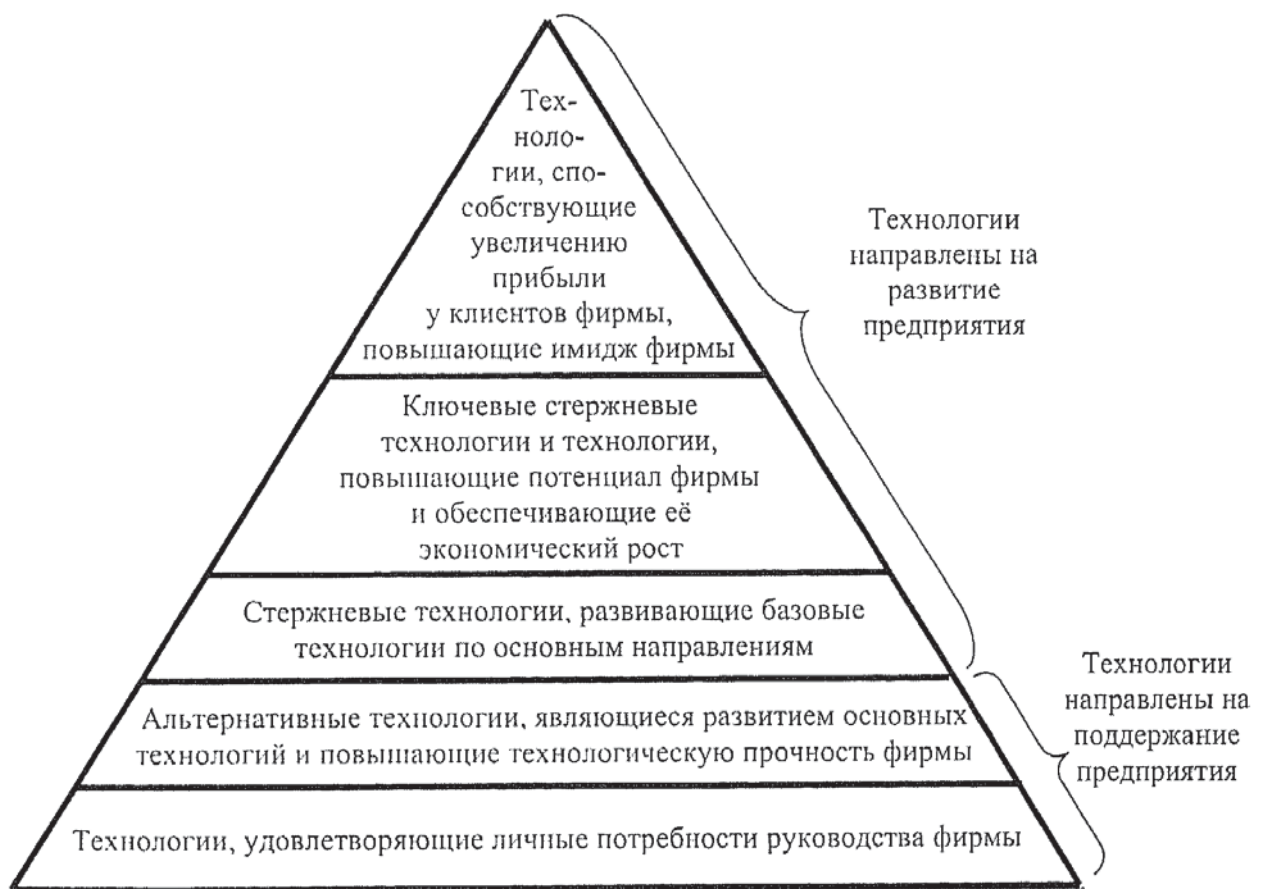 Тех-
ноло-
гии, спо-
собствующие
увеличению
прибыли
у клиентов фирмы,
повышающие имидж фирмы
Ключевые стержневые
технологии и технологии,
повышающие потенциал фирмы
и обеспечивающие её
экономический рост
Стержневые технологии, развивающие базовые
технологии по основным направлениям
Альтернативные технологии, являющиеся развитием основных
технологий и повышающие технологическую прочность фирмы
Технологии, удовлетворяющие личные потребности руководства фирмы
Технологии
направлены на
развитие
предприятия
Технологии
направлены на
поддержание
предприятия